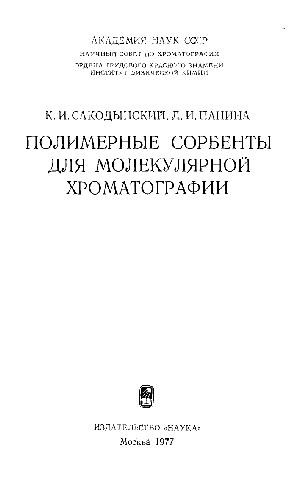 АКАДЕМИЯ НАУК СССР
НАУЧНЫЙ СОВЕТ ПО ХРОМАТОГРАФИИ
ОРДЕНА ТРУДОВОГО КРАСНОГО ЗНАМЕНИ
ИНСТИТУТ ФИЗИЧЕСКОЙ ХИМИИ
К. И. САКОДЫНСКИЙ, Л. И. ПАНИНА
ПОЛИМЕРНЫЕ СОРБЕНТЫ
ДЛЯ МОЛЕКУЛЯРНОЙ
ХРОМАТОГРАФИИ
ИЗДАТЕЛЬСТВО «НАУКА»
Москва 1977